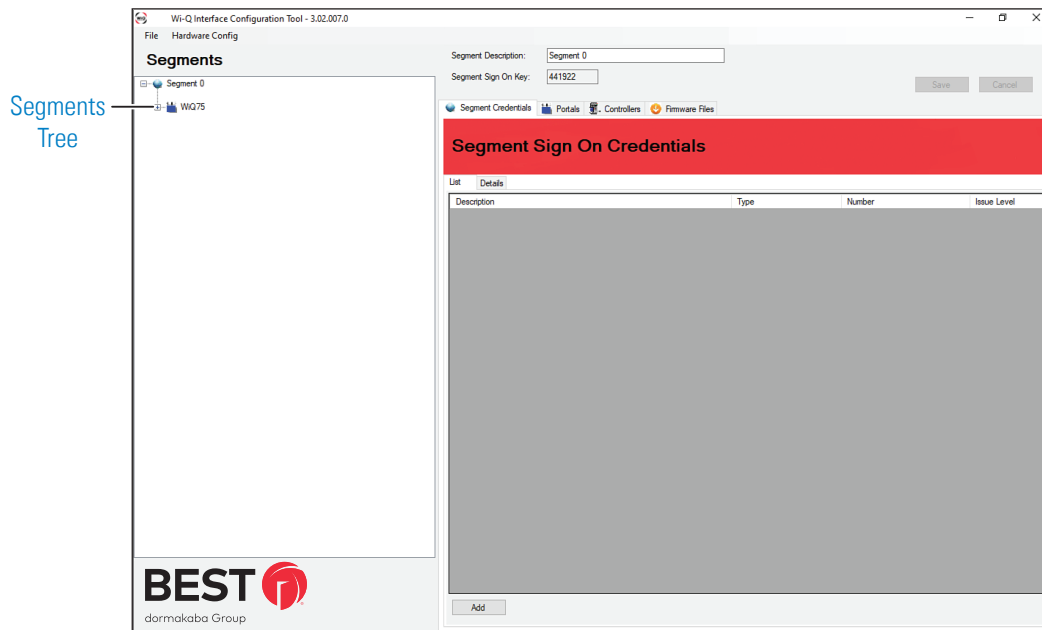 Wi-Q Interface Configuration Tool - 3.02.007.0
File Hardware Config
Segments
Segment Description: Segment 0
Segment Sign On Key: 441922
Save Cancel
Segment 0
WiQ75
Segments
Tree
Segment Credentials Portals Controllers Firmware Files
Segment Sign On Credentials
List Details
Description Type Number Issue Level
BEST
dormakaba Group
Add